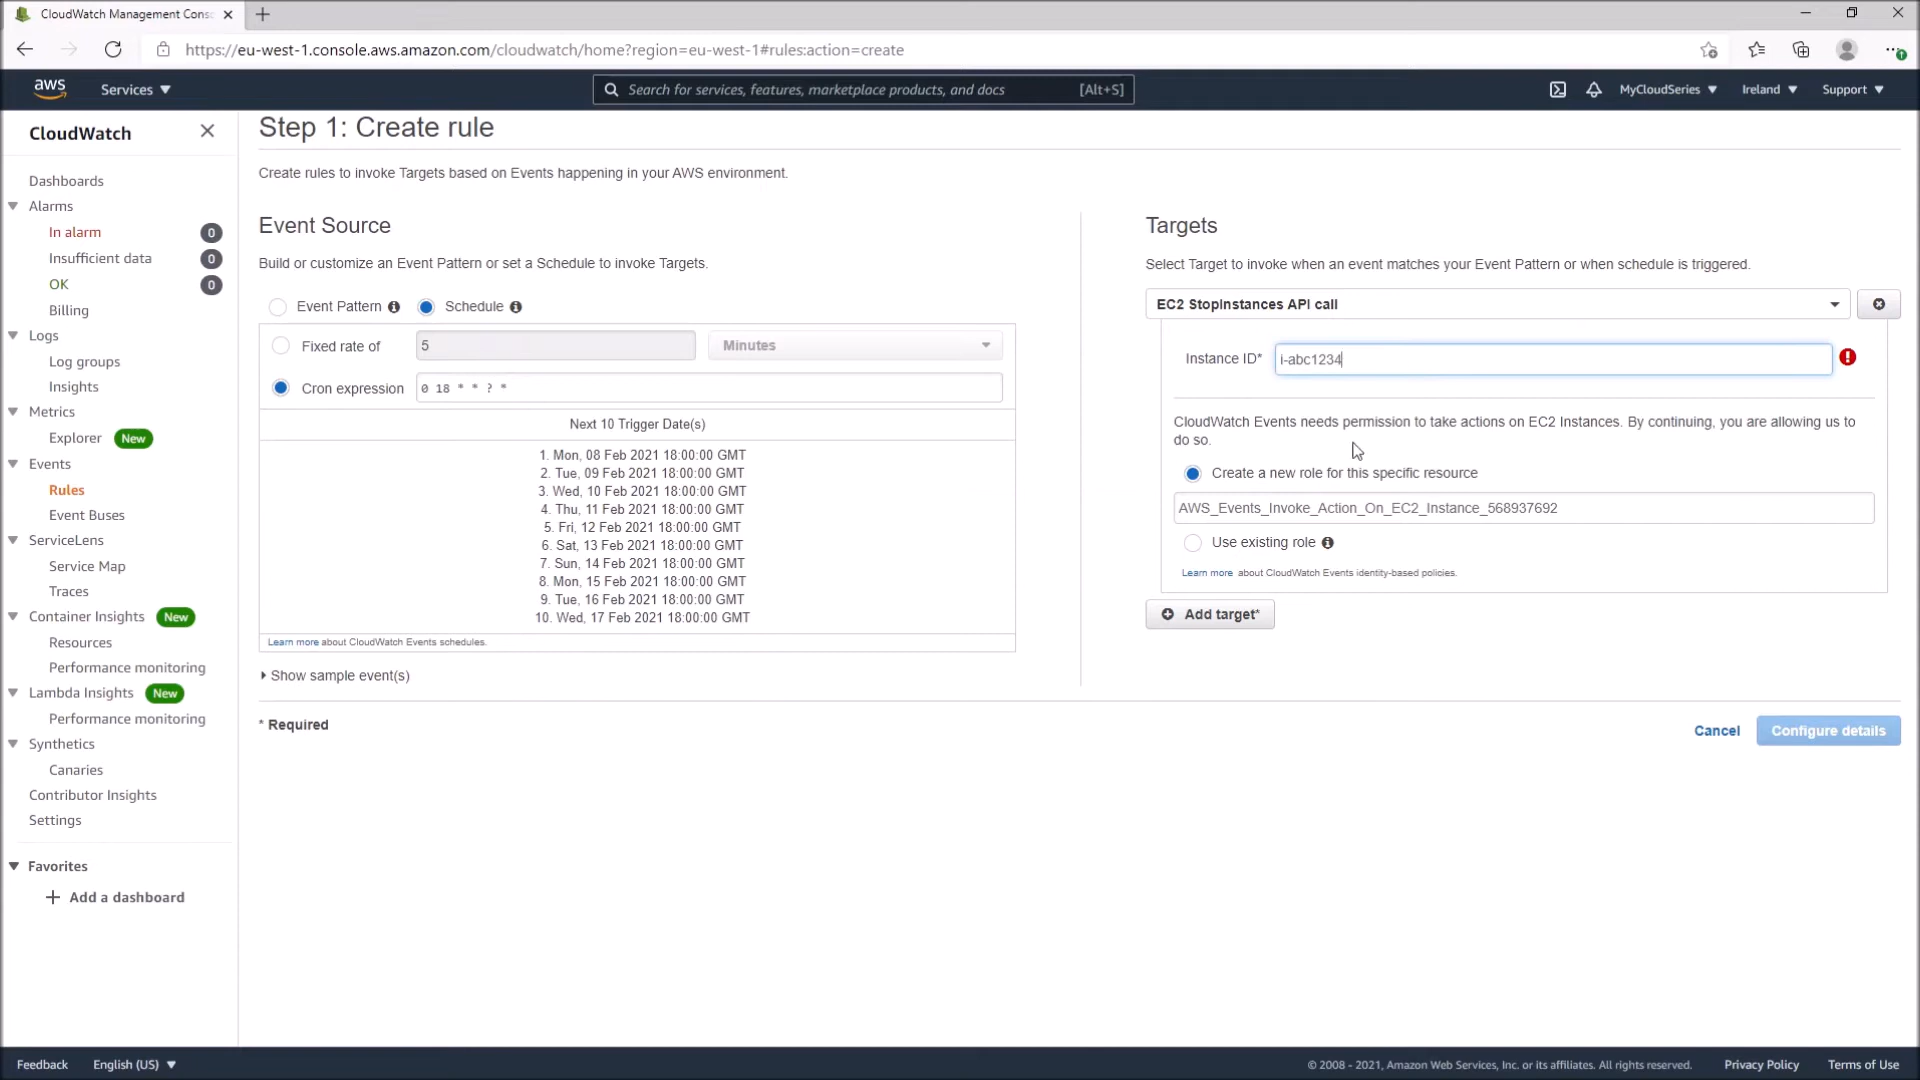 CloudWatch Management Cons
https://eu-west-1.console.aws.amazon.com/cloudwatch/home?region=eu-west-1#rules:action=create
aws
Services
Search for services, features, marketplace products, and docs
[Alt+S]
MyCloudSeries
Ireland
Support
CloudWatch
Dashboards
Alarms
In alarm 0
Insufficient data 0
OK 0
Billing
Logs
Log groups
Insights
Metrics
Explorer New
Events
Rules
Event Buses
ServiceLens
Service Map
Traces
Container Insights New
Resources
Performance monitoring
Lambda Insights New
Performance monitoring
Synthetics
Canaries
Contributor Insights
Settings
Favorites
Add a dashboard
Step 1: Create rule
Create rules to invoke Targets based on Events happening in your AWS environment.
Event Source
Build or customize an Event Pattern or set a Schedule to invoke Targets.
Event Pattern
Schedule
Fixed rate of 5 Minutes
Cron expression 0 18 * * ? *
Next 10 Trigger Date(s)
1. Mon, 08 Feb 2021 18:00:00 GMT
2. Tue, 09 Feb 2021 18:00:00 GMT
3. Wed, 10 Feb 2021 18:00:00 GMT
4. Thu, 11 Feb 2021 18:00:00 GMT
5. Fri, 12 Feb 2021 18:00:00 GMT
6. Sat, 13 Feb 2021 18:00:00 GMT
7. Sun, 14 Feb 2021 18:00:00 GMT
8. Mon, 15 Feb 2021 18:00:00 GMT
9. Tue, 16 Feb 2021 18:00:00 GMT
10. Wed, 17 Feb 2021 18:00:00 GMT
Learn more about CloudWatch Events schedules.
Show sample event(s)
* Required
Targets
Select Target to invoke when an event matches your Event Pattern or when schedule is triggered.
EC2 StopInstances API call
Instance ID* i-abc1234
CloudWatch Events needs permission to take actions on EC2 Instances. By continuing, you are allowing us to
do so.
Create a new role for this specific resource
AWS_Events_Invoke_Action_On_EC2_Instance_568937692
Use existing role
Learn more about CloudWatch Events identity-based policies.
Add target*
Cancel
Configure details
Feedback
English (US)
© 2008 - 2021, Amazon Web Services, Inc. or its affiliates. All rights reserved.
Privacy Policy
Terms of Use